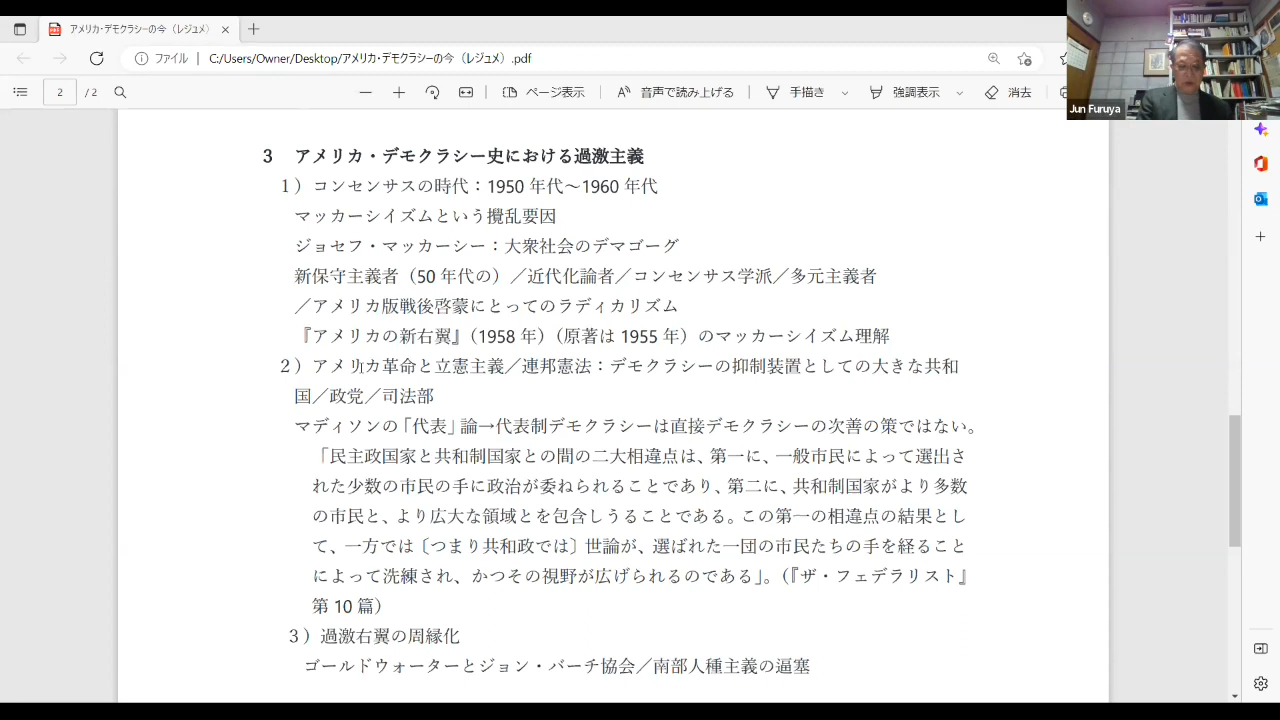 アメリカ・デモクラシーの今（レジュメ）
ファイル | C:/Users/Owner/Desktop/アメリカ・デモクラシーの今（レジュメ）.pdf
2 / 2 ページ表示 音声で読み上げる 手描き 強調表示 消去
Jun Furuya
3 アメリカ・デモクラシー史における過激主義
1）コンセンサスの時代：1950 年代～1960 年代
マッカーシイズムという攪乱要因
ジョセフ・マッカーシー：大衆社会のデマゴーグ
新保守主義者（50 年代の）／近代化論者／コンセンサス学派／多元主義者
／アメリカ版戦後啓蒙にとってのラディカリズム
『アメリカの新右翼』（1958 年）（原著は 1955 年）のマッカーシイズム理解
2）アメリカ革命と立憲主義／連邦憲法：デモクラシーの抑制装置としての大きな共和
国／政党／司法部
マディソンの「代表」論→代表制デモクラシーは直接デモクラシーの次善の策ではない。
「民主政国家と共和制国家との間の二大相違点は、第一に、一般市民によって選出さ
れた少数の市民の手に政治が委ねられることであり、第二に、共和制国家がより多数
の市民と、より広大な領域とを包含しうることである。この第一の相違点の結果とし
て、一方では〔つまり共和政では〕世論が、選ばれた一団の市民たちの手を経ること
によって洗練され、かつその視野が広げられるのである」。（『ザ・フェデラリスト』
第 10 篇）
3）過激右翼の周縁化
ゴールドウォーターとジョン・バーチ協会／南部人種主義の逼塞